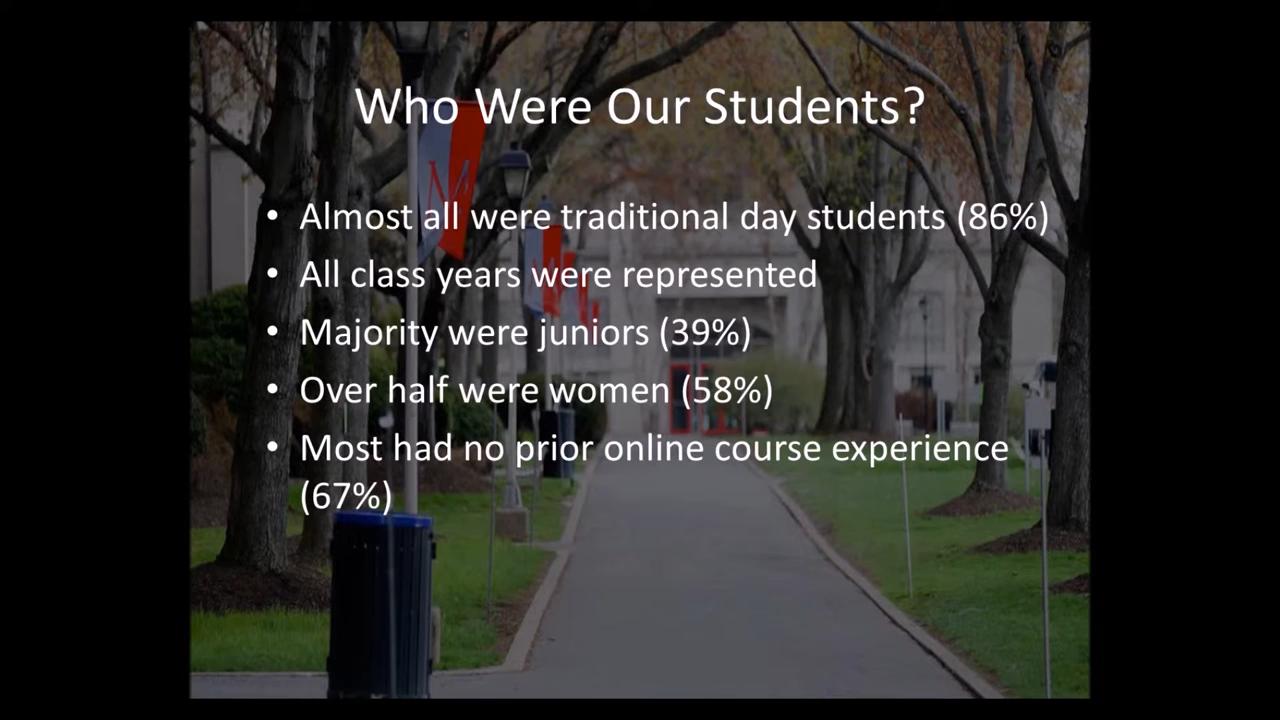 Who Were Our Students?
• Almost all were traditional day students (86%)
• All class years were represented
• Majority were juniors (39%)
• Over half were women (58%)
• Most had no prior online course experience
(67%)
M